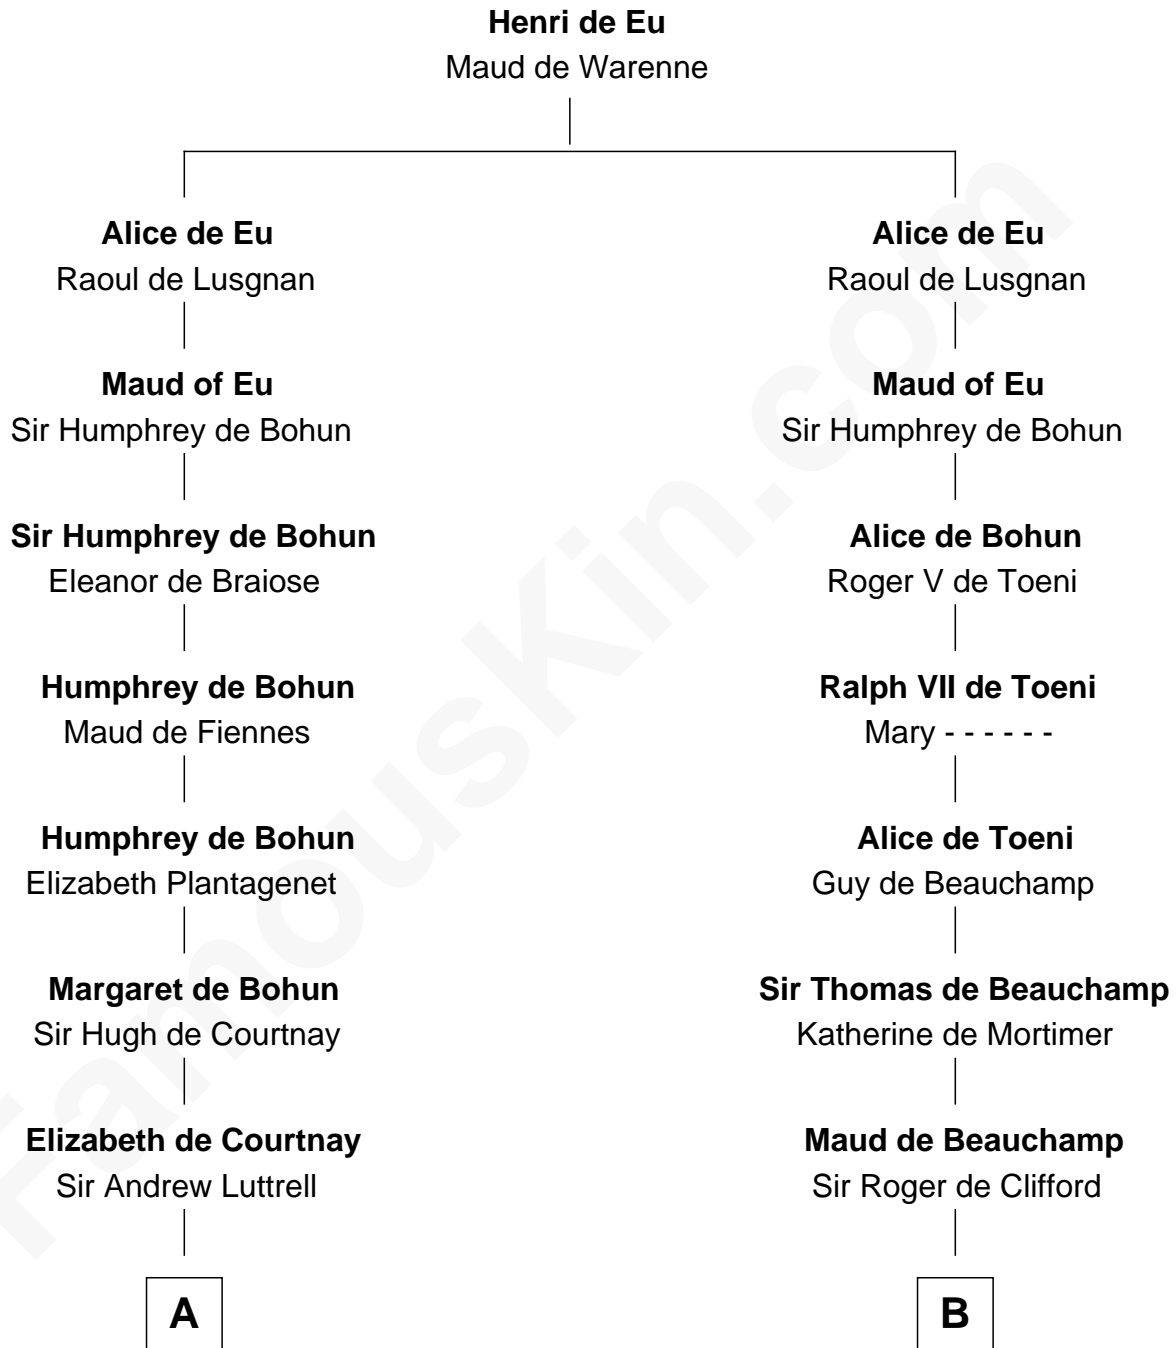 Henri de Eu
Maud de Warenne
Alice de Eu
Raoul de Lusgnan
Maud of Eu
Sir Humphrey de Bohun
Sir Humphrey de Bohun
Eleanor de Braiose
Humphrey de Bohun
Maud de Fiennes
Humphrey de Bohun
Elizabeth Plantagenet
Margaret de Bohun
Sir Hugh de Courtnay
Elizabeth de Courtnay
Sir Andrew Luttrell
A
Alice de Eu
Raoul de Lusgnan
Maud of Eu
Sir Humphrey de Bohun
Alice de Bohun
Roger V de Toeni
Ralph VII de Toeni
Mary - - - - - -
Alice de Toeni
Guy de Beauchamp
Sir Thomas de Beauchamp
Katherine de Mortimer
Maud de Beauchamp
Sir Roger de Clifford
B
FamousKin.com